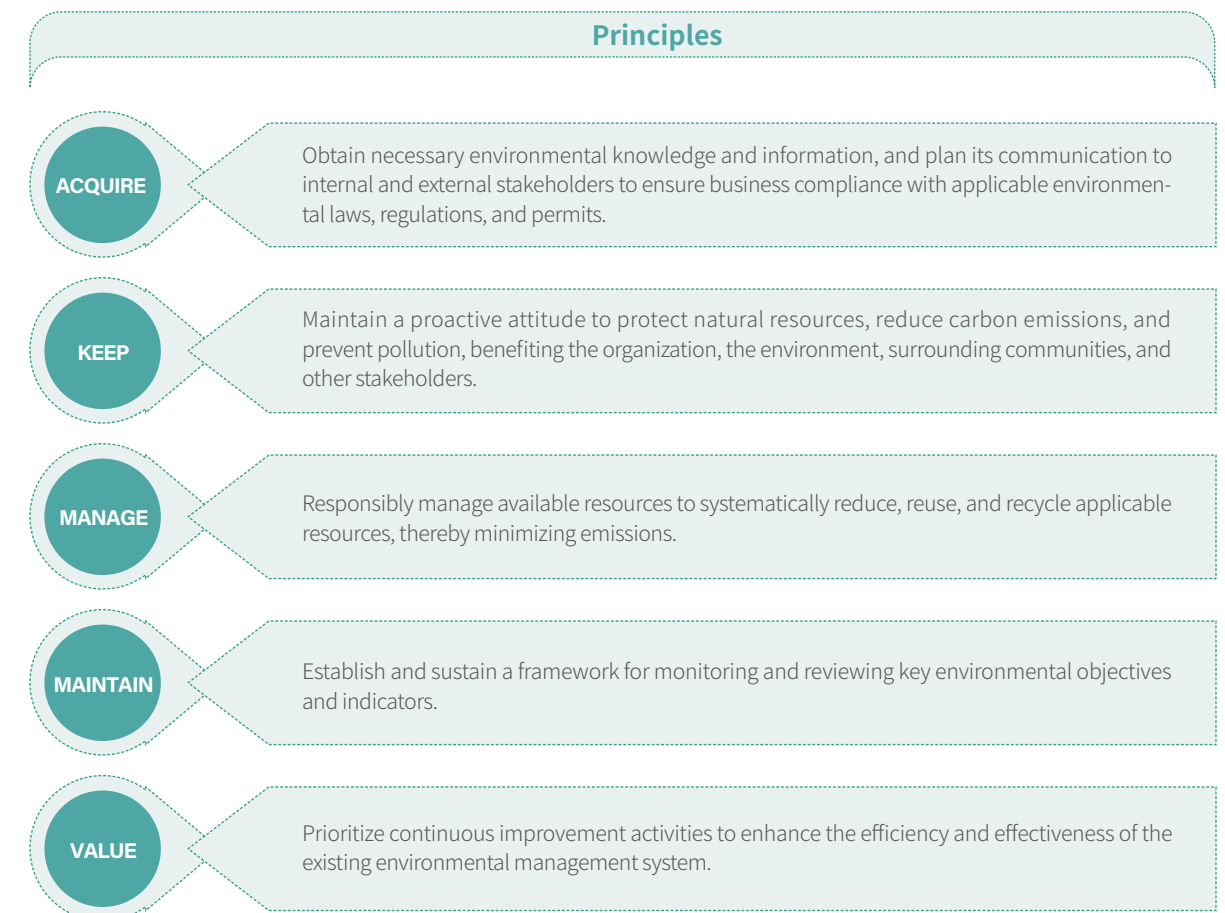 Principles
ACQUIRE
Obtain necessary environmental knowledge and information, and plan its communication to
internal and external stakeholders to ensure business compliance with applicable environmen-
tal laws, regulations, and permits.
KEEP
Maintain a proactive attitude to protect natural resources, reduce carbon emissions, and
prevent pollution, benefiting the organization, the environment, surrounding communities, and
other stakeholders.
MANAGE
Responsibly manage available resources to systematically reduce, reuse, and recycle applicable
resources, thereby minimizing emissions.
MAINTAIN
Establish and sustain a framework for monitoring and reviewing key environmental objectives
and indicators.
VALUE
Prioritize continuous improvement activities to enhance the efficiency and effectiveness of the
existing environmental management system.